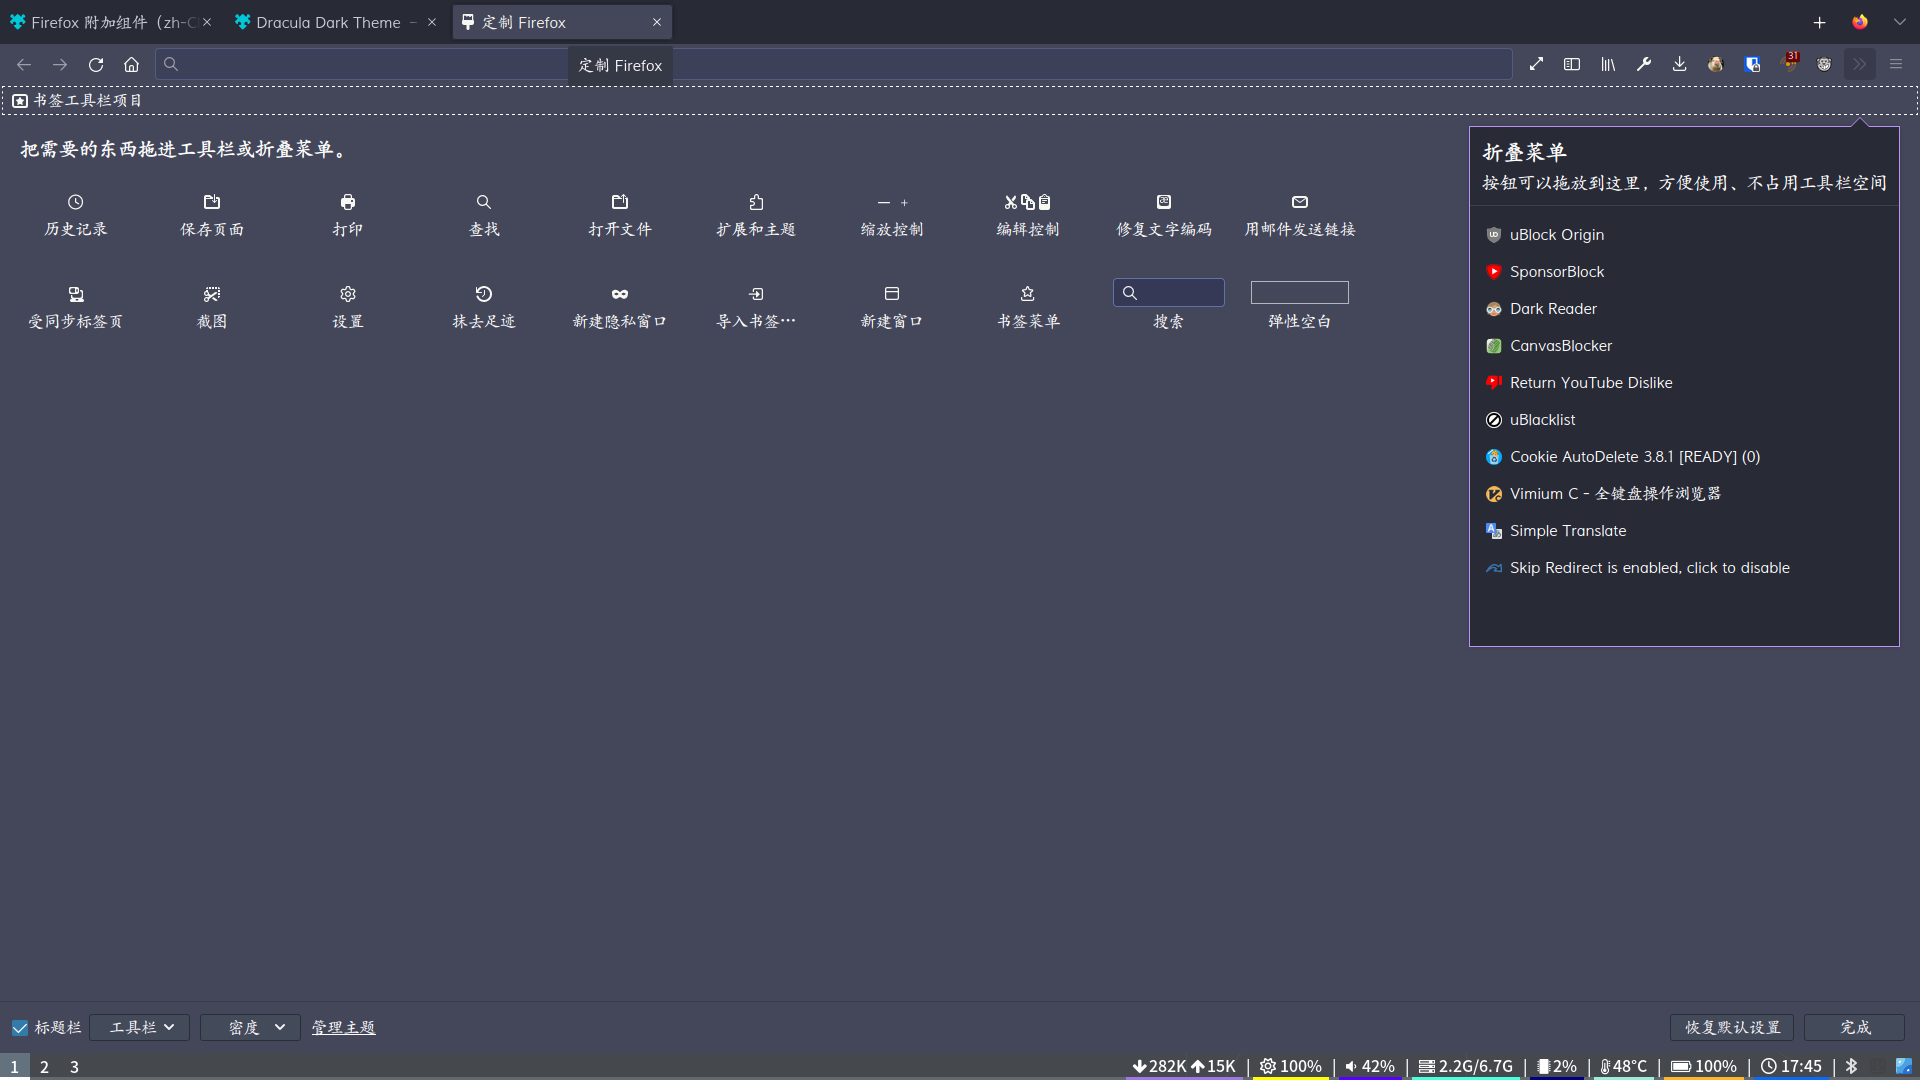 Firefox 附加组件（zh-C
Dracula Dark Theme –
定制 Firefox
定制 Firefox
31
书签工具栏项目
把需要的东西拖进工具栏或折叠菜单。
历史记录
保存页面
打印
查找
打开文件
扩展和主题
缩放控制
编辑控制
修复文字编码
用邮件发送链接
受同步标签页
截图
设置
抹去足迹
新建隐私窗口
导入书签…
新建窗口
书签菜单
搜索
弹性空白
折叠菜单
按钮可以拖放到这里，方便使用、不占用工具栏空间
uBlock Origin
SponsorBlock
Dark Reader
CanvasBlocker
Return YouTube Dislike
uBlacklist
Cookie AutoDelete 3.8.1 [READY] (0)
Vimium C - 全键盘操作浏览器
Simple Translate
Skip Redirect is enabled, click to disable
标题栏
工具栏
密度
管理主题
恢复默认设置
完成
1 2 3
282K 15K | 100% | 42% | 2.2G/6.7G | 2% | 48°C | 100% | 17:45 |